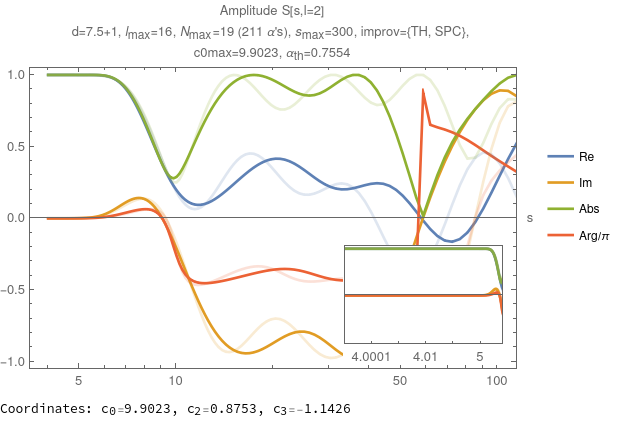 Amplitude S[s,l=2]
d=7.5+1, lmax=16, Nmax=19 (211 α's), smax=300, improv={TH, SPC},
c0max=9.9023, αth=0.7554
1.0
0.5
0.0
−0.5
−1.0
5
10
50
100
s
4.0001
4.01
5
Re
Im
Abs
Arg/π
Coordinates: c0=9.9023, c2=0.8753, c3=−1.1426